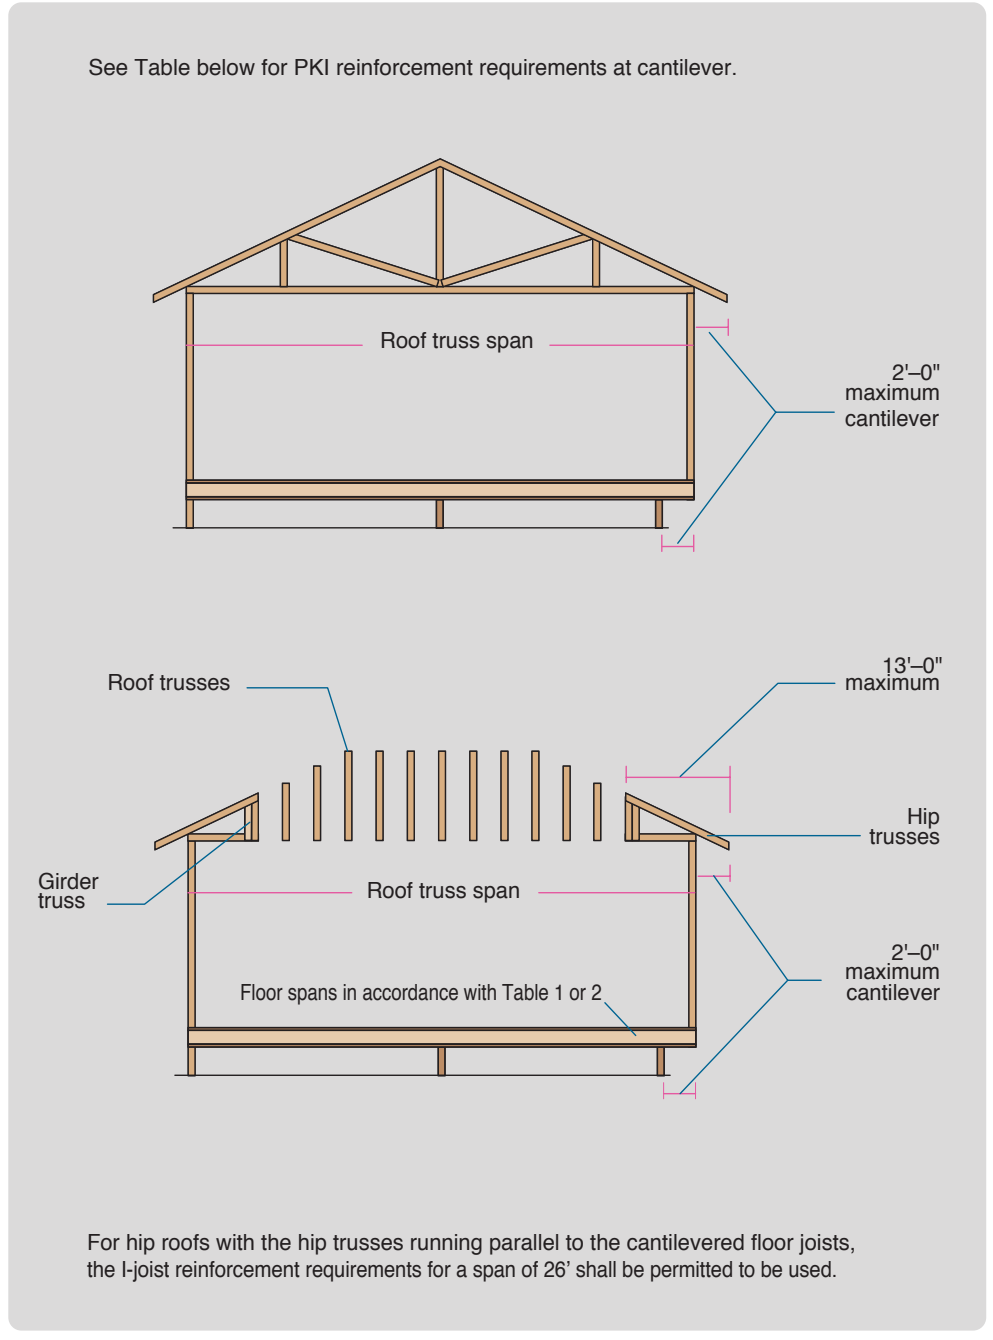 See Table below for PKI reinforcement requirements at cantilever.
Roof truss span
2'–0"
maximum
cantilever
Roof trusses
13'–0"
maximum
Hip
trusses
Girder
truss
Roof truss span
2'–0"
maximum
cantilever
Floor spans in accordance with Table 1 or 2
For hip roofs with the hip trusses running parallel to the cantilevered floor joists,
the I-joist reinforcement requirements for a span of 26’ shall be permitted to be used.